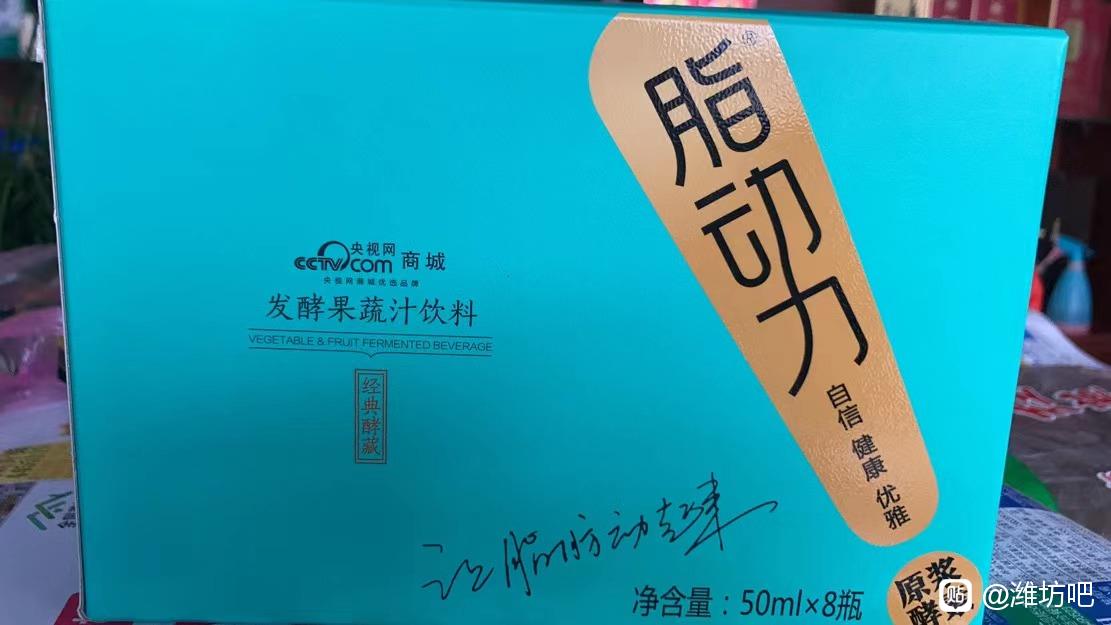 脂动力
®
自信 健康 优雅
央视网
CCTV.com 商城
央视网商城优选品牌
发酵果蔬汁饮料
VEGETABLE & FRUIT FERMENTED BEVERAGE
经典酵藏
让脂肪动起来
净含量：50ml×8瓶
原浆
酵
贴 @潍坊吧